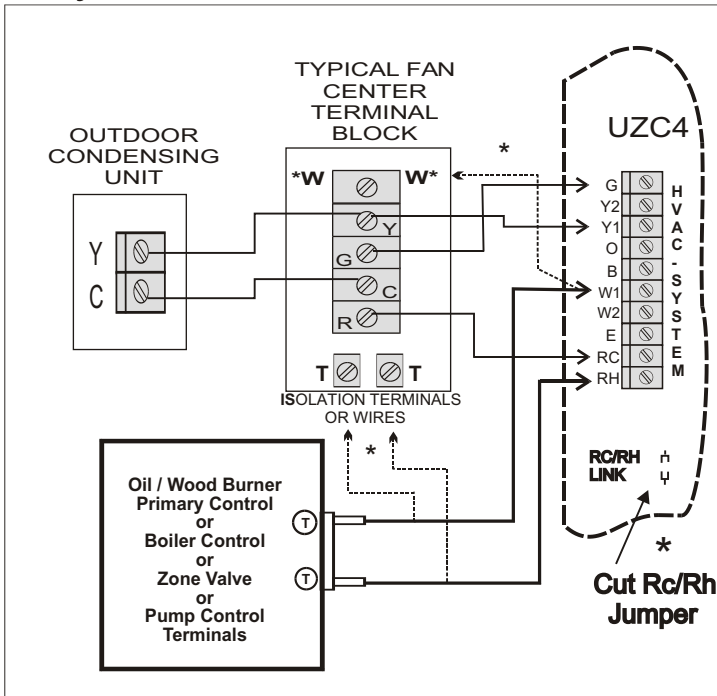 TYPICAL FAN
CENTER
TERMINAL
BLOCK
OUTDOOR
CONDENSING
UNIT
Y
C
*W
W*
Y
G
C
R
T
T
ISOLATION TERMINALS
OR WIRES
*
*
UZC4
G
Y2
Y1
O
B
W1
W2
E
RC
RH
HVAC-SYSTEM
RC/RH
LINK
*
Cut Rc/Rh
Jumper
Oil / Wood Burner
Primary Control
or
Boiler Control
or
Zone Valve
or
Pump Control
Terminals
T
T